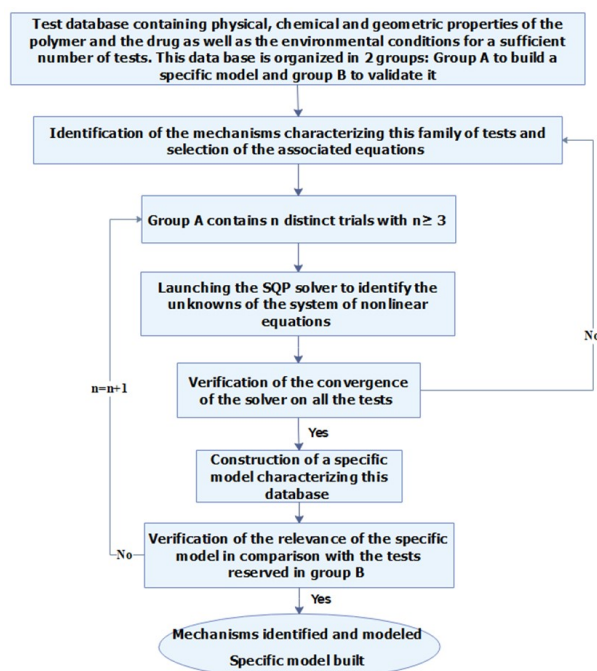 Test database containing physical, chemical and geometric properties of the
polymer and the drug as well as the environmental conditions for a sufficient
number of tests. This data base is organized in 2 groups: Group A to build a
specific model and group B to validate it
Identification of the mechanisms characterizing this family of tests and
selection of the associated equations
Group A contains n distinct trials with n≥ 3
Launching the SQP solver to identify the
unknowns of the system of nonlinear
equations
No
Verification of the convergence
of the solver on all the tests
n=n+1
Yes
Construction of a specific
model characterizing this
database
Verification of the relevance of the specific
model in comparison with the tests
reserved in group B
No
Yes
Mechanisms identified and modeled
Specific model built